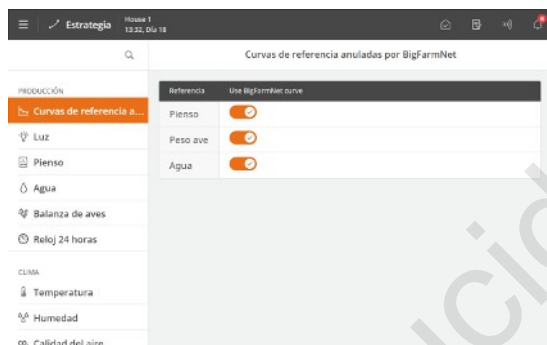 Estrategia
House 1
13:32, Día 18
Curvas de referencia anuladas por BigFarmNet
PRODUCCIÓN
Curvas de referencia a...
Luz
Pienso
Agua
Balanza de aves
Reloj 24 horas
CLIMA
Temperatura
Humedad
Calidad del aire
Referencia Use BigFarmNet curve
Pienso
Peso ave
Agua